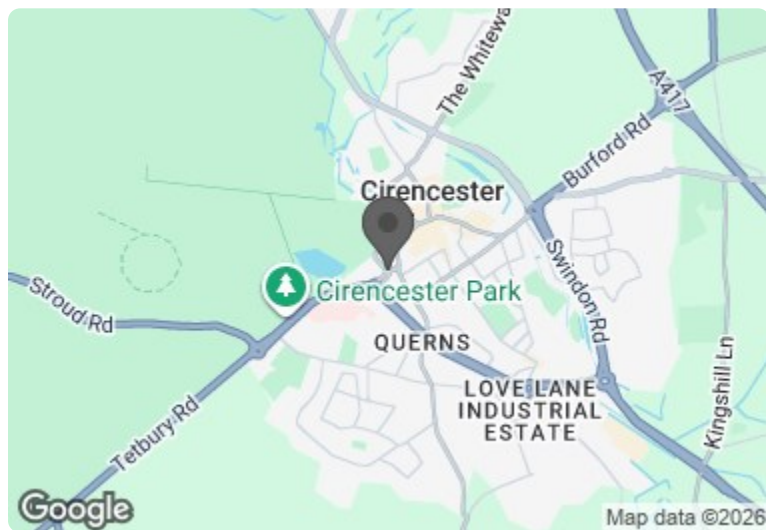 The Whitewa
A417
Burford Rd
Cirencester
Swindon Rd
Stroud Rd
Cirencester Park
QUERNS
Kingshill Ln
LOVE LANE
INDUSTRIAL
ESTATE
Tetbury Rd
Google
Map data ©2026